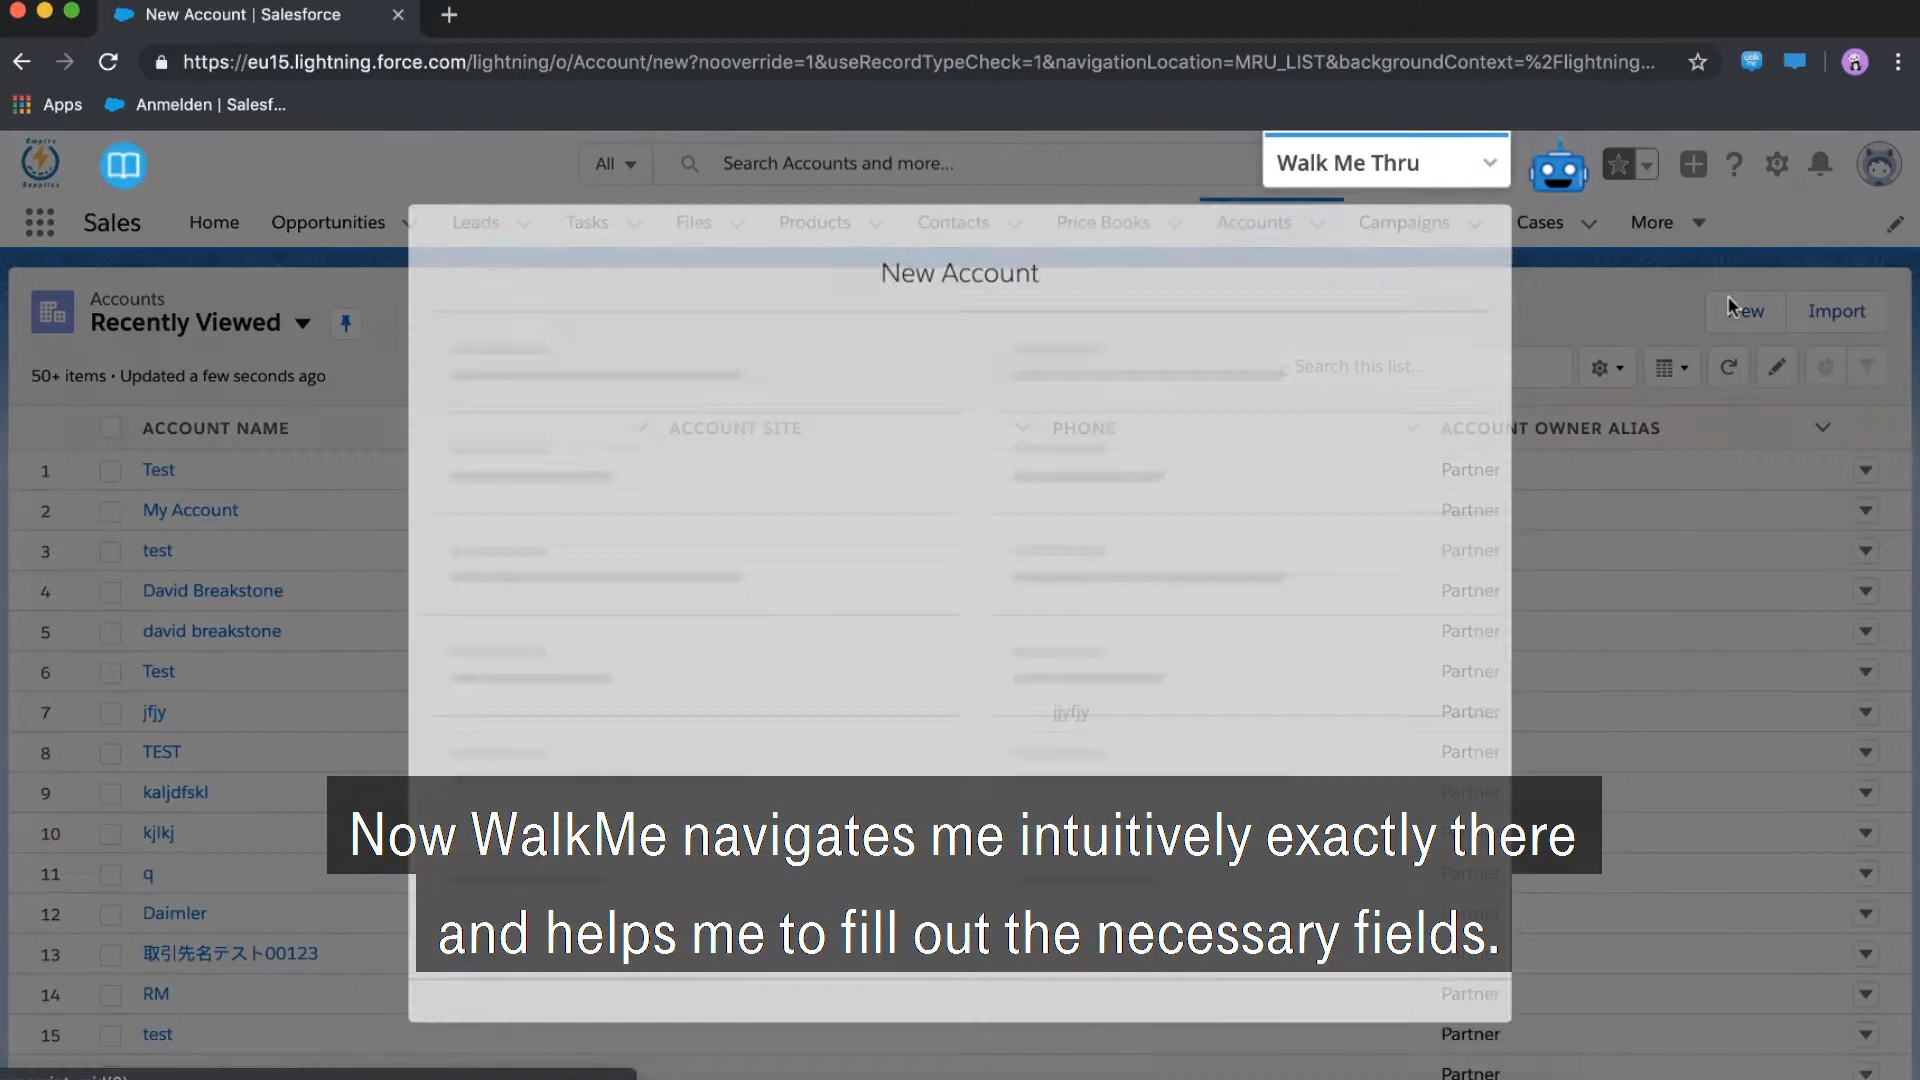 New Account | Salesforce
https://eu15.lightning.force.com/lightning/o/Account/new?nooverride=1&useRecordTypeCheck=1&navigationLocation=MRU_LIST&backgroundContext=%2Flightning...
Apps Anmelden | Salesf...
Empire
Supplies
All Search Accounts and more... Walk Me Thru
Sales Home Opportunities Leads Tasks Files Products Contacts Price Books Accounts Campaigns Cases More
New Account
Accounts
Recently Viewed
New Import
50+ items • Updated a few seconds ago
Search this list...
ACCOUNT NAME ACCOUNT SITE PHONE ACCOUNT OWNER ALIAS
1 Test Partner
2 My Account Partner
3 test Partner
4 David Breakstone Partner
5 david breakstone Partner
6 Test Partner
7 jfjy jjyfjy Partner
8 TEST Partner
9 kaljdfskl Partner
10 kjlkj Partner
11 q Partner
12 Daimler
13 取引先名テスト00123
14 RM Partner
15 test Partner
Partner
Now WalkMe navigates me intuitively exactly there
and helps me to fill out the necessary fields.